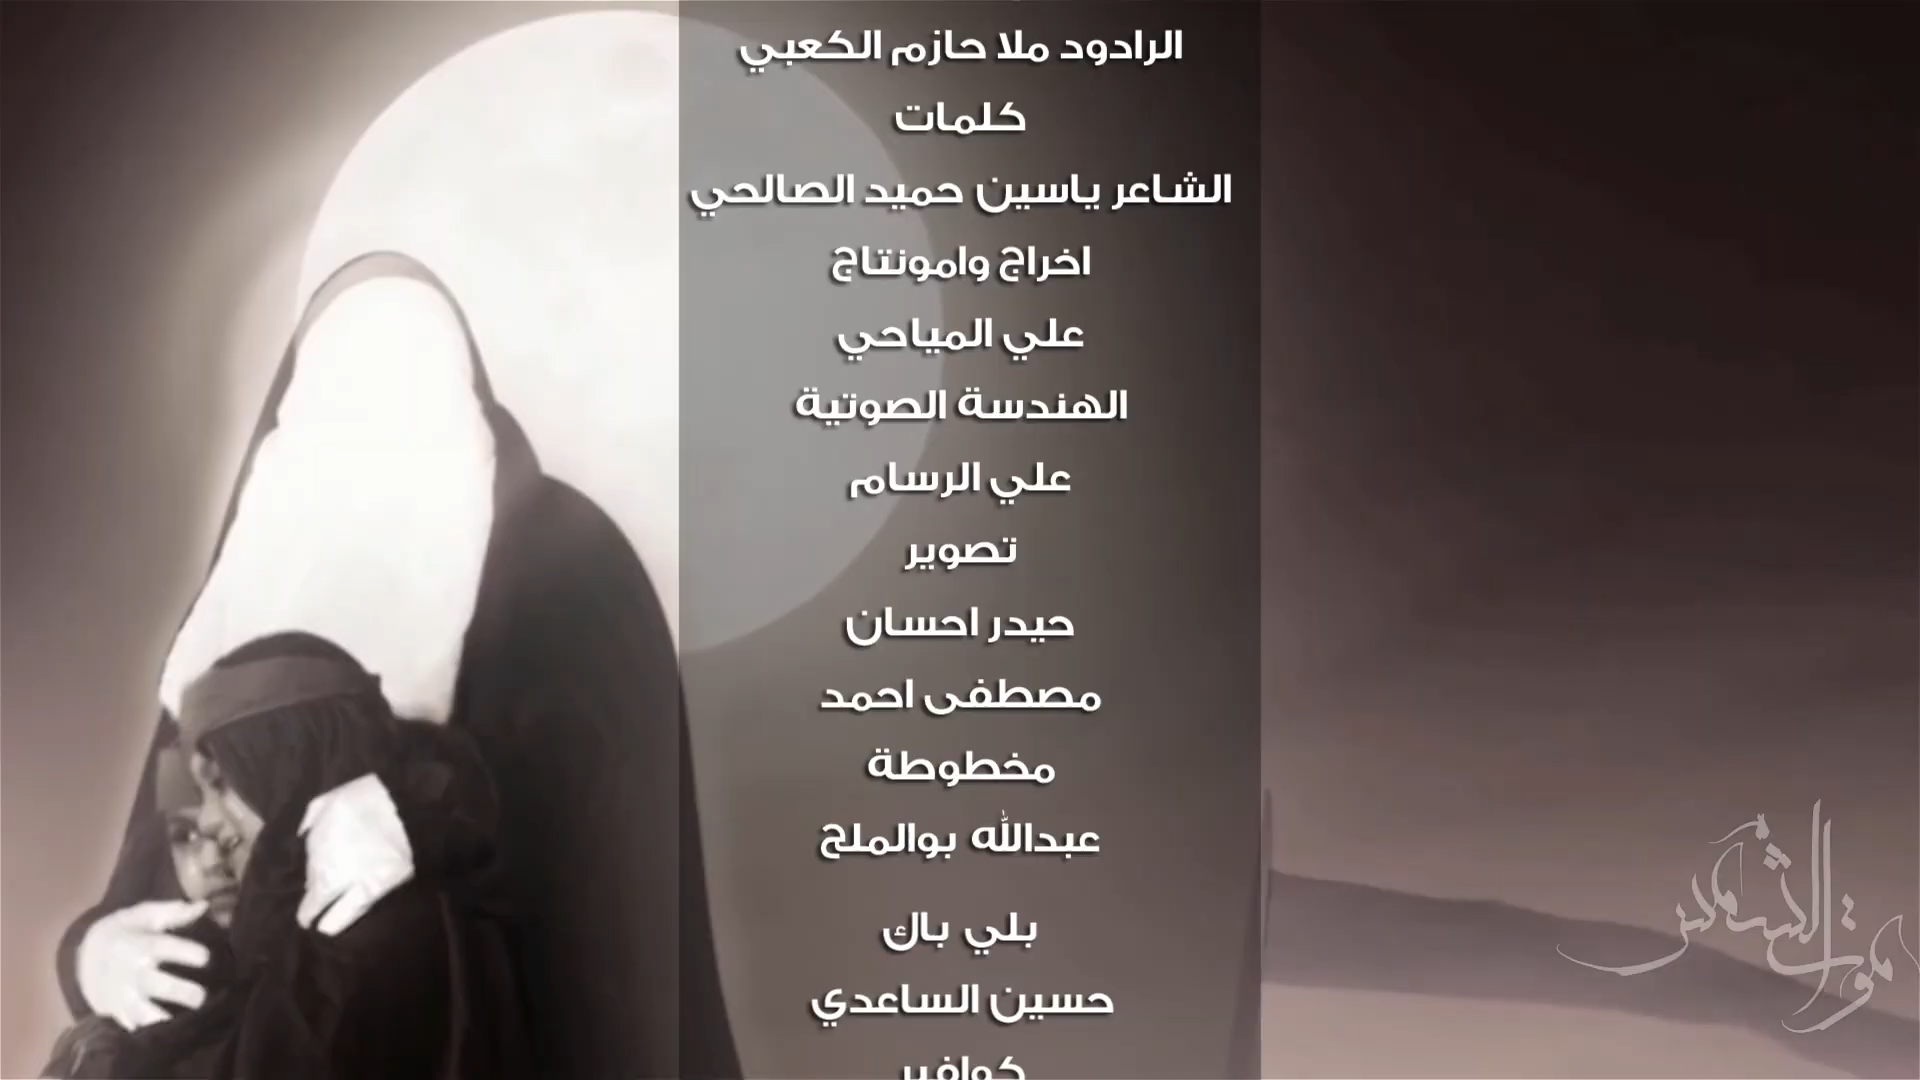 الرادود ملا حازم الكعبي
كلمات
الشاعر ياسين حميد الصالحي
اخراج وامونتاج
علي المياحي
الهندسة الصوتية
علي الرسام
تصوير
حيدر احسان
مصطفى احمد
مخطوطة
عبدالله بوالملح
بلي باك
حسين الساعدي